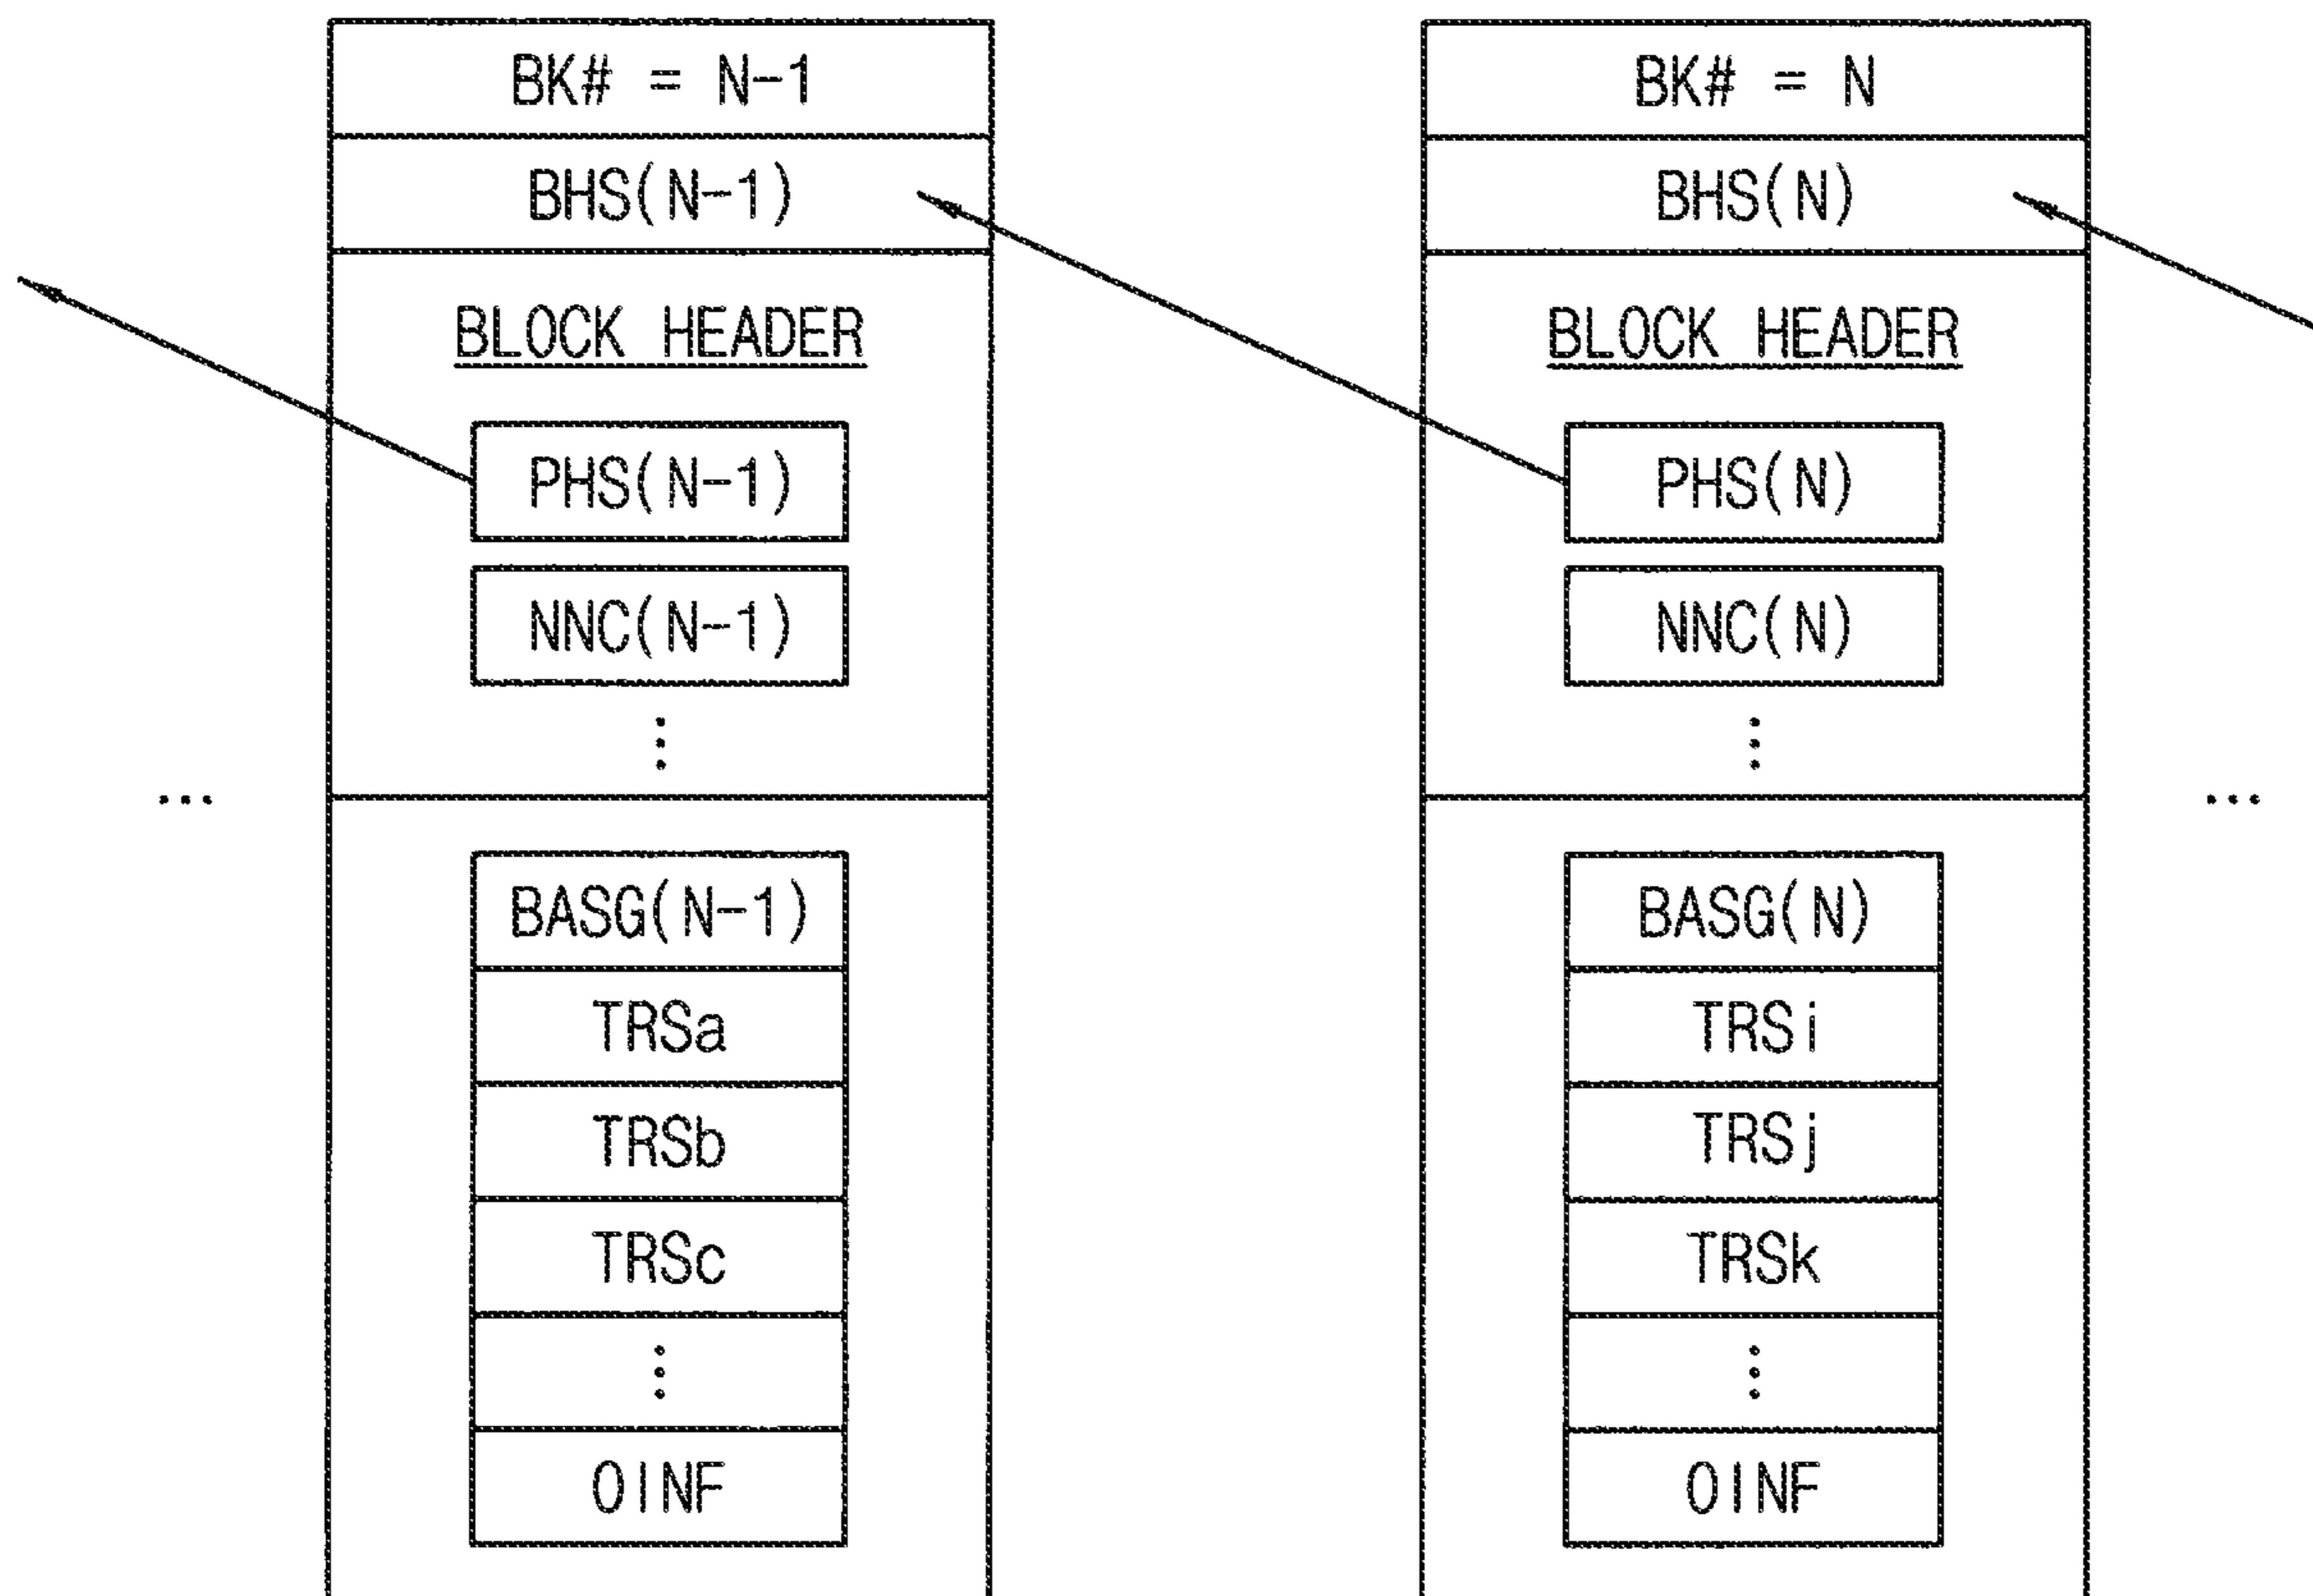 BK# = N-1
BHS(N-1)
BLOCK HEADER
PHS(N-1)
NNC(N-1)
⋮
...
BASG(N-1)
TRSa
TRSb
TRSc
⋮
OINF
BK# = N
BHS(N)
BLOCK HEADER
PHS(N)
NNC(N)
⋮
...
BASG(N)
TRSi
TRSj
TRSk
⋮
OINF